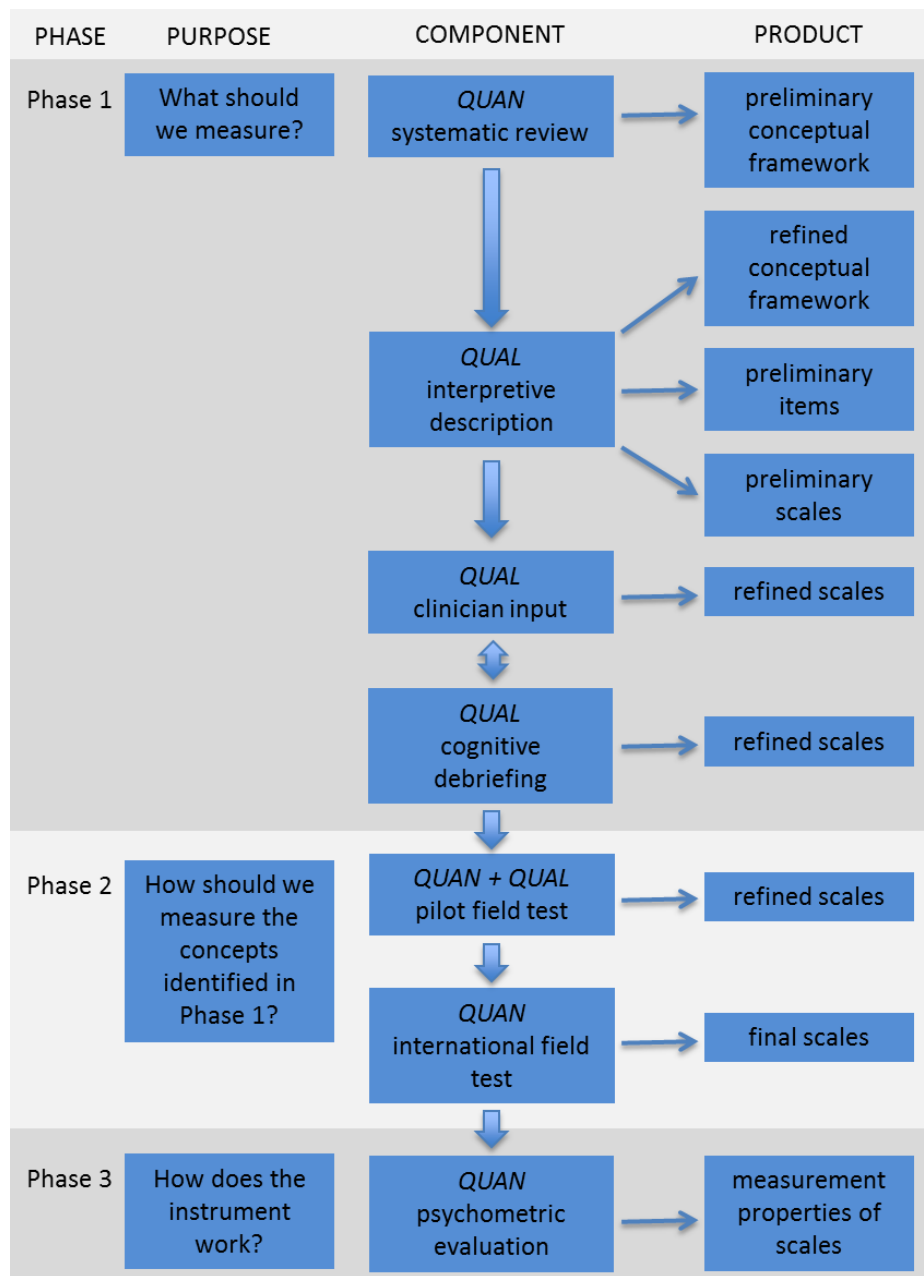 PHASE PURPOSE COMPONENT PRODUCT
Phase 1
What should
we measure?
QUAN
systematic review
preliminary
conceptual
framework
refined
conceptual
framework
QUAL
interpretive
description
preliminary
items
preliminary
scales
QUAL
clinician input
refined scales
QUAL
cognitive
debriefing
refined scales
Phase 2
How should we
measure the
concepts
identified in
Phase 1?
QUAN + QUAL
pilot field test
refined scales
QUAN
international field
test
final scales
Phase 3
How does the
instrument
work?
QUAN
psychometric
evaluation
measurement
properties of
scales